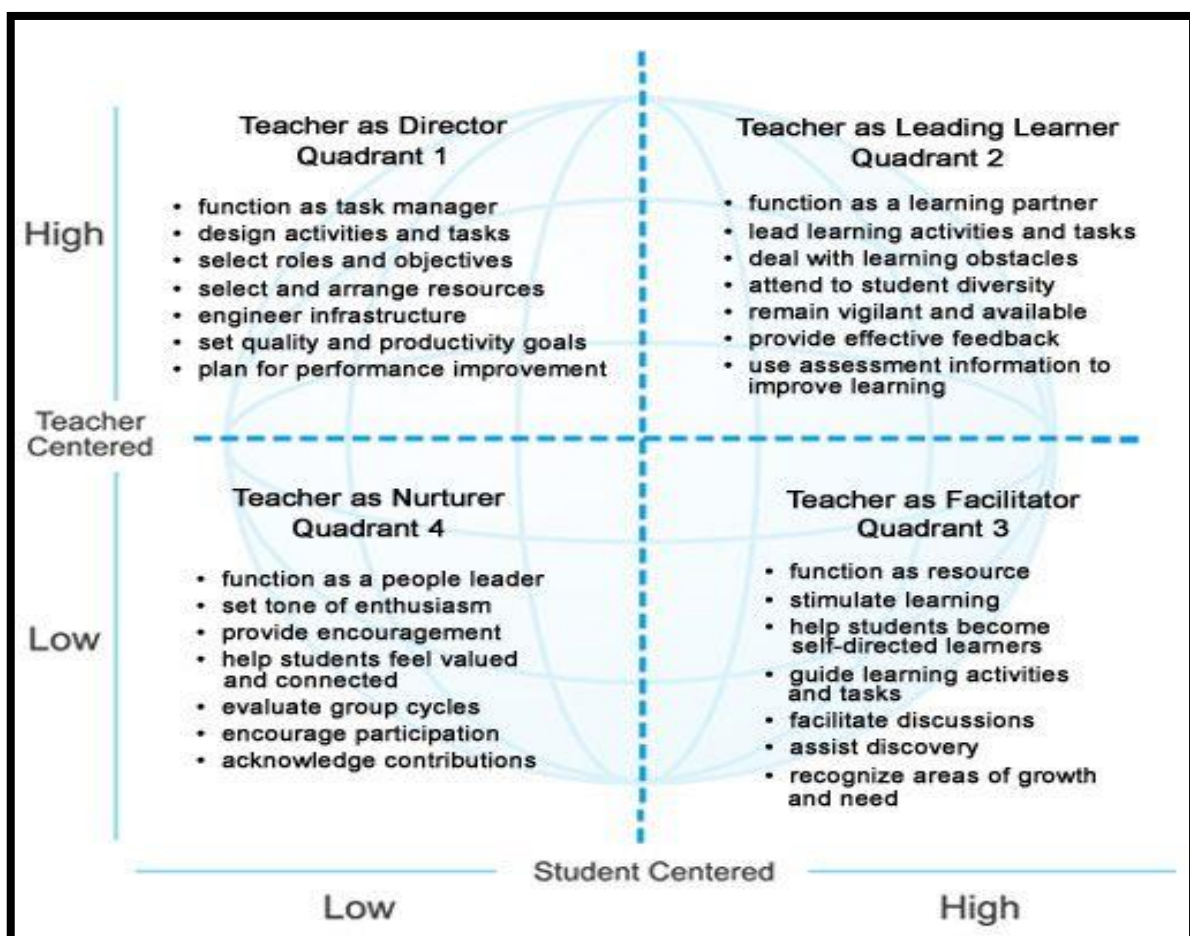 Teacher as Director
Quadrant 1
• function as task manager
• design activities and tasks
• select roles and objectives
• select and arrange resources
• engineer infrastructure
• set quality and productivity goals
• plan for performance improvement
Teacher as Leading Learner
Quadrant 2
• function as a learning partner
• lead learning activities and tasks
• deal with learning obstacles
• attend to student diversity
• remain vigilant and available
• provide effective feedback
• use assessment information to
improve learning
High
Teacher
Centered
Low
Teacher as Nurturer
Quadrant 4
• function as a people leader
• set tone of enthusiasm
• provide encouragement
• help students feel valued
and connected
• evaluate group cycles
• encourage participation
• acknowledge contributions
Teacher as Facilitator
Quadrant 3
• function as resource
• stimulate learning
• help students become
self-directed learners
• guide learning activities
and tasks
• facilitate discussions
• assist discovery
• recognize areas of growth
and need
Student Centered
Low
High